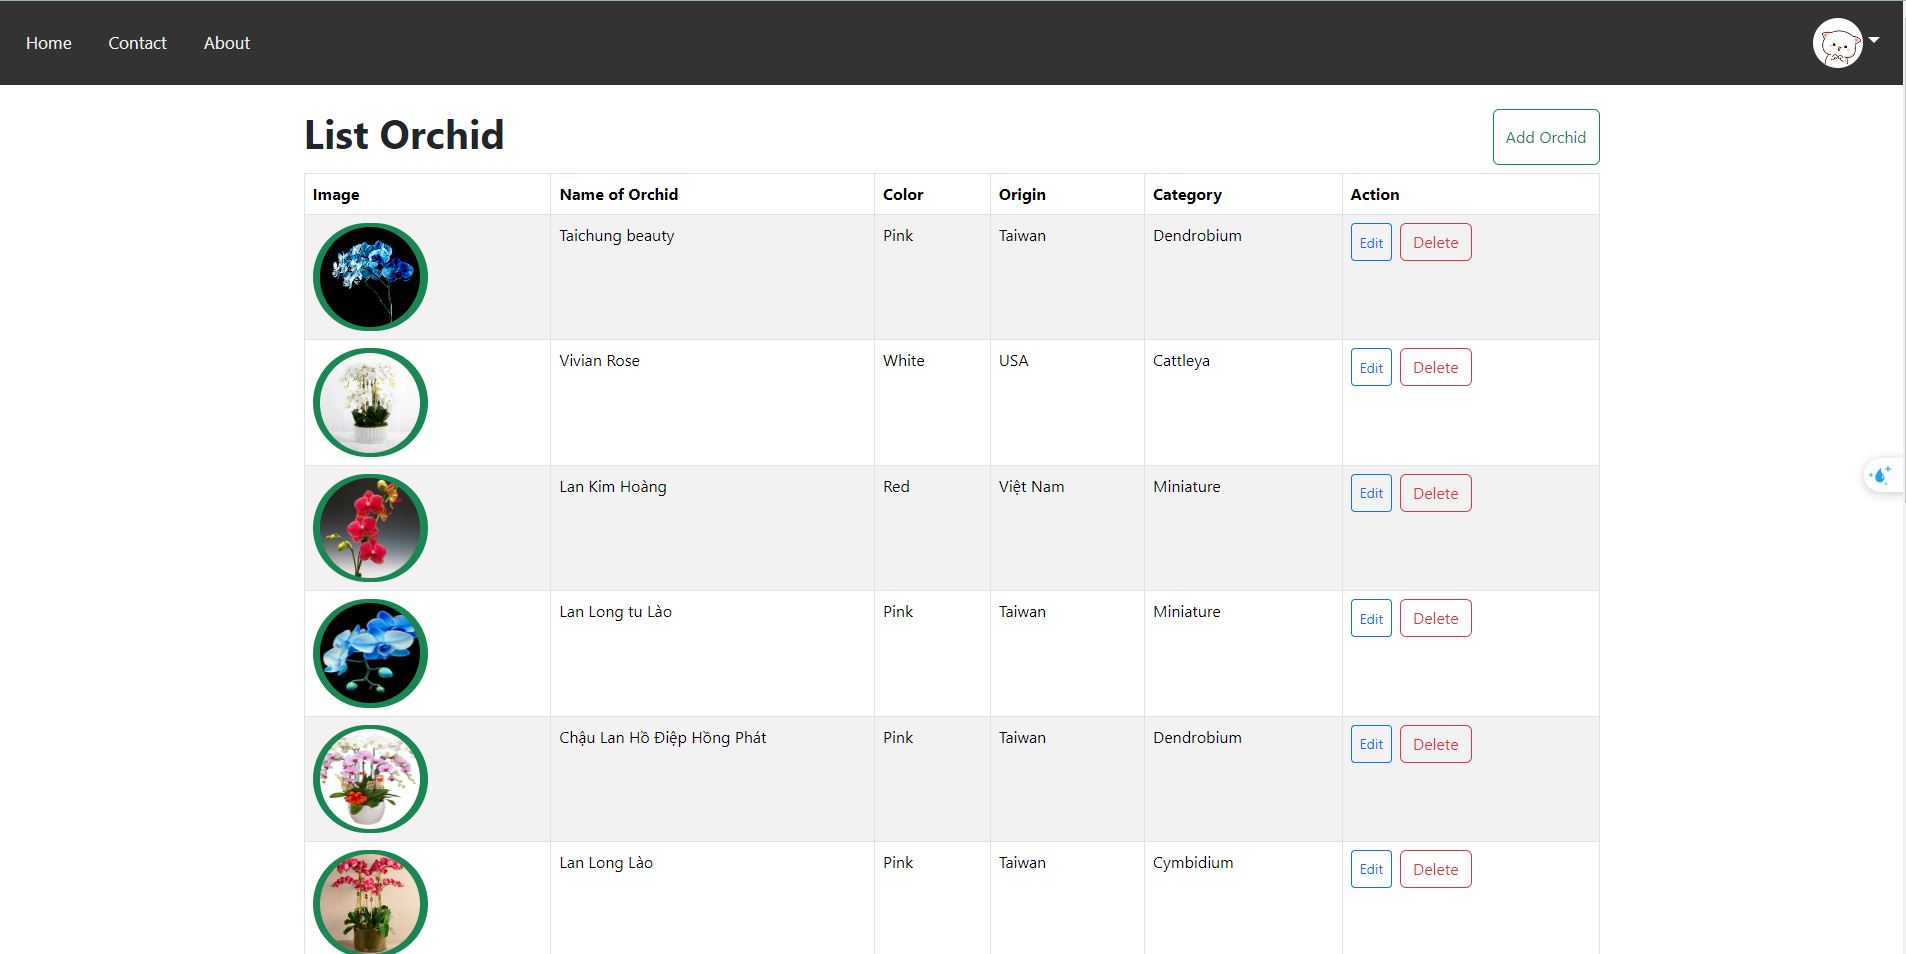 Home Contact About
List Orchid
Add Orchid
Image Name of Orchid Color Origin Category Action
Taichung beauty Pink Taiwan Dendrobium Edit Delete
Vivian Rose White USA Cattleya Edit Delete
Lan Kim Hoàng Red Việt Nam Miniature Edit Delete
Lan Long tu Lào Pink Taiwan Miniature Edit Delete
Chậu Lan Hồ Điệp Hồng Phát Pink Taiwan Dendrobium Edit Delete
Lan Long Lào Pink Taiwan Cymbidium Edit Delete